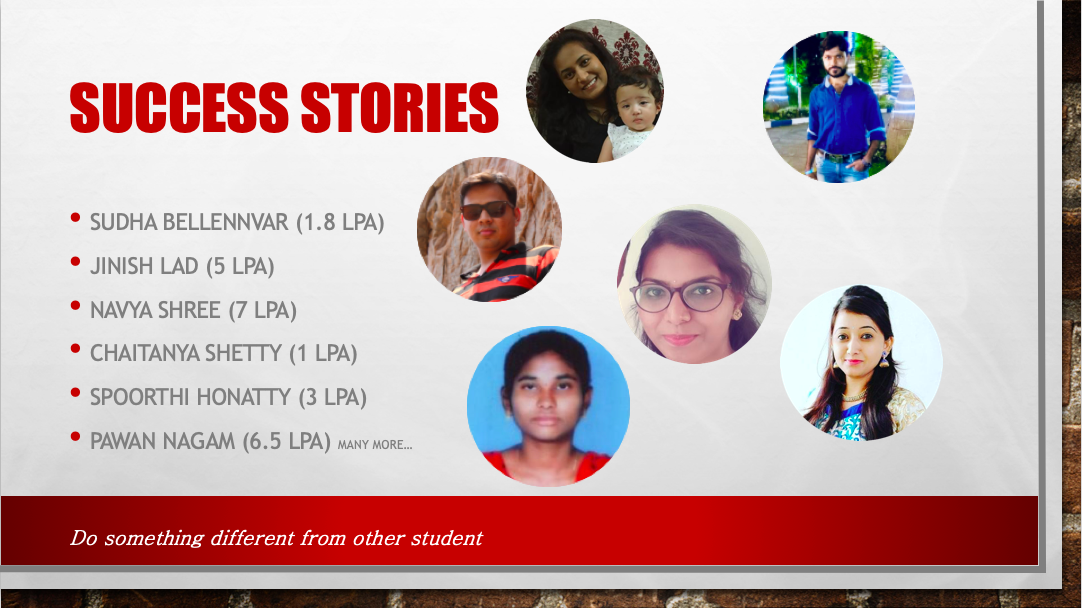 SUCCESS STORIES
SUDHA BELLENNVAR (1.8 LPA)
JINISH LAD (5 LPA)
NAVYA SHREE (7 LPA)
CHAITANYA SHETTY (1 LPA)
SPOORTHI HONATTY (3 LPA)
PAWAN NAGAM (6.5 LPA) MANY MORE...
Do something different from other student